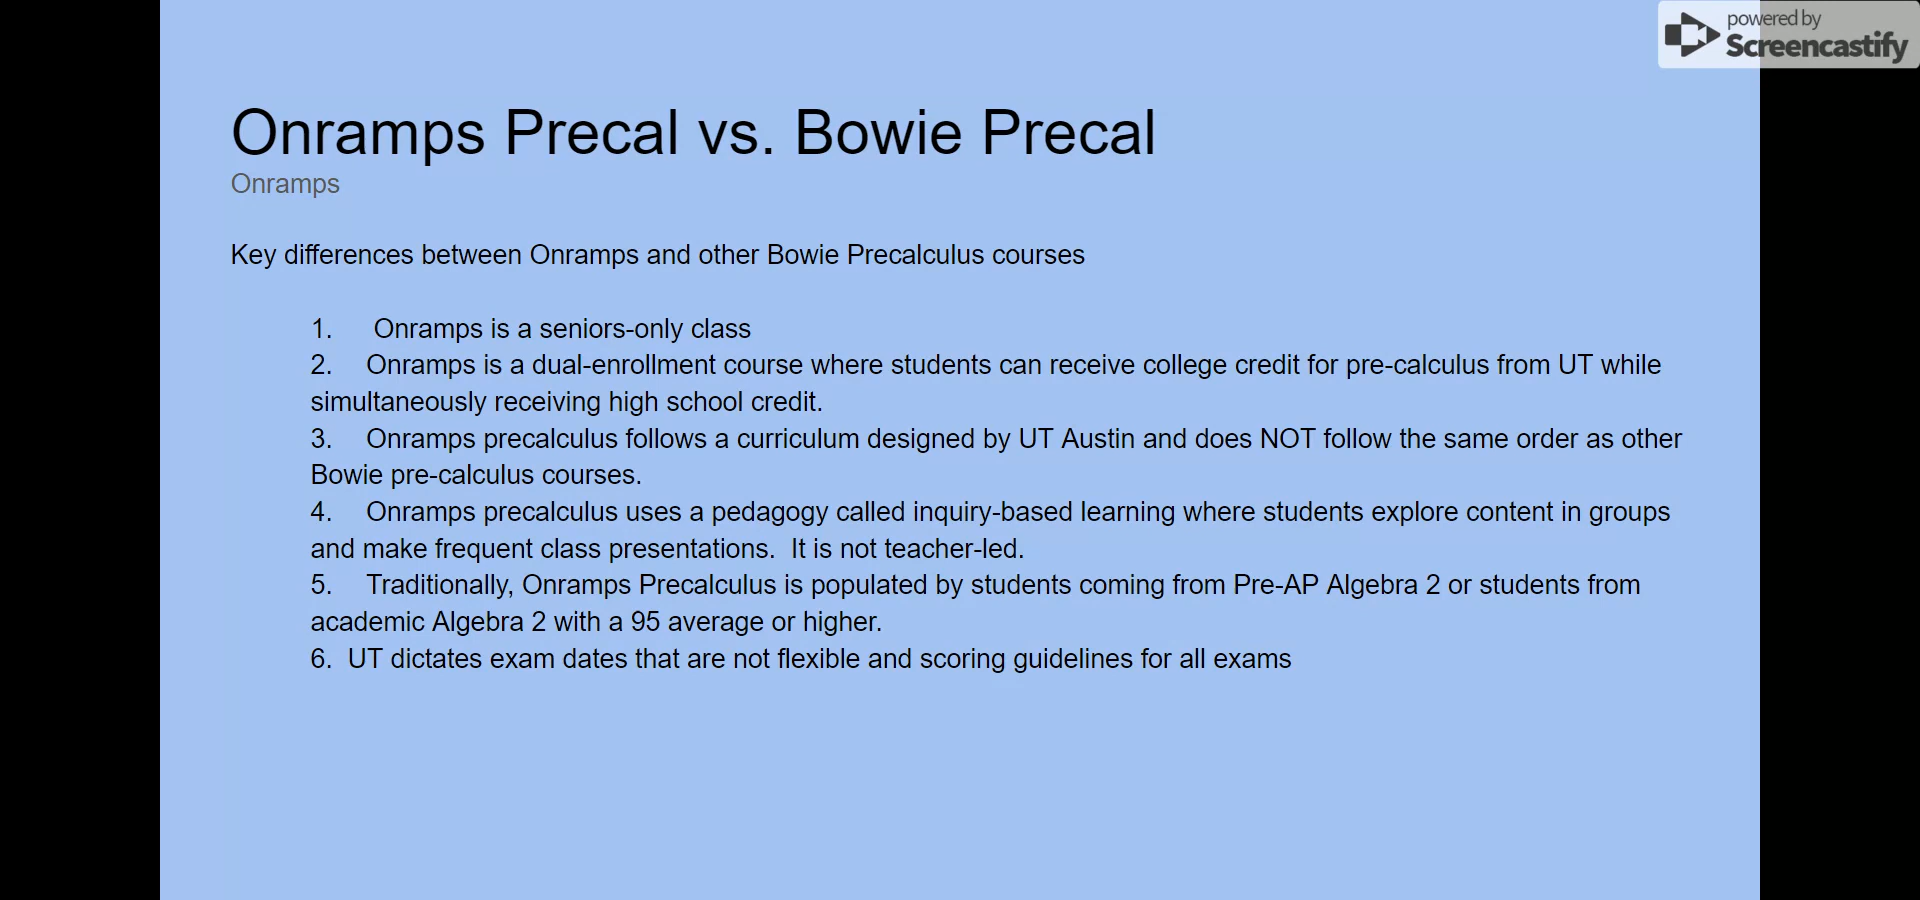 powered by
Screencastify
Onramps Precal vs. Bowie Precal
Onramps
Key differences between Onramps and other Bowie Precalculus courses
1. Onramps is a seniors-only class
2. Onramps is a dual-enrollment course where students can receive college credit for pre-calculus from UT while
simultaneously receiving high school credit.
3. Onramps precalculus follows a curriculum designed by UT Austin and does NOT follow the same order as other
Bowie pre-calculus courses.
4. Onramps precalculus uses a pedagogy called inquiry-based learning where students explore content in groups
and make frequent class presentations.  It is not teacher-led.
5. Traditionally, Onramps Precalculus is populated by students coming from Pre-AP Algebra 2 or students from
academic Algebra 2 with a 95 average or higher.
6. UT dictates exam dates that are not flexible and scoring guidelines for all exams